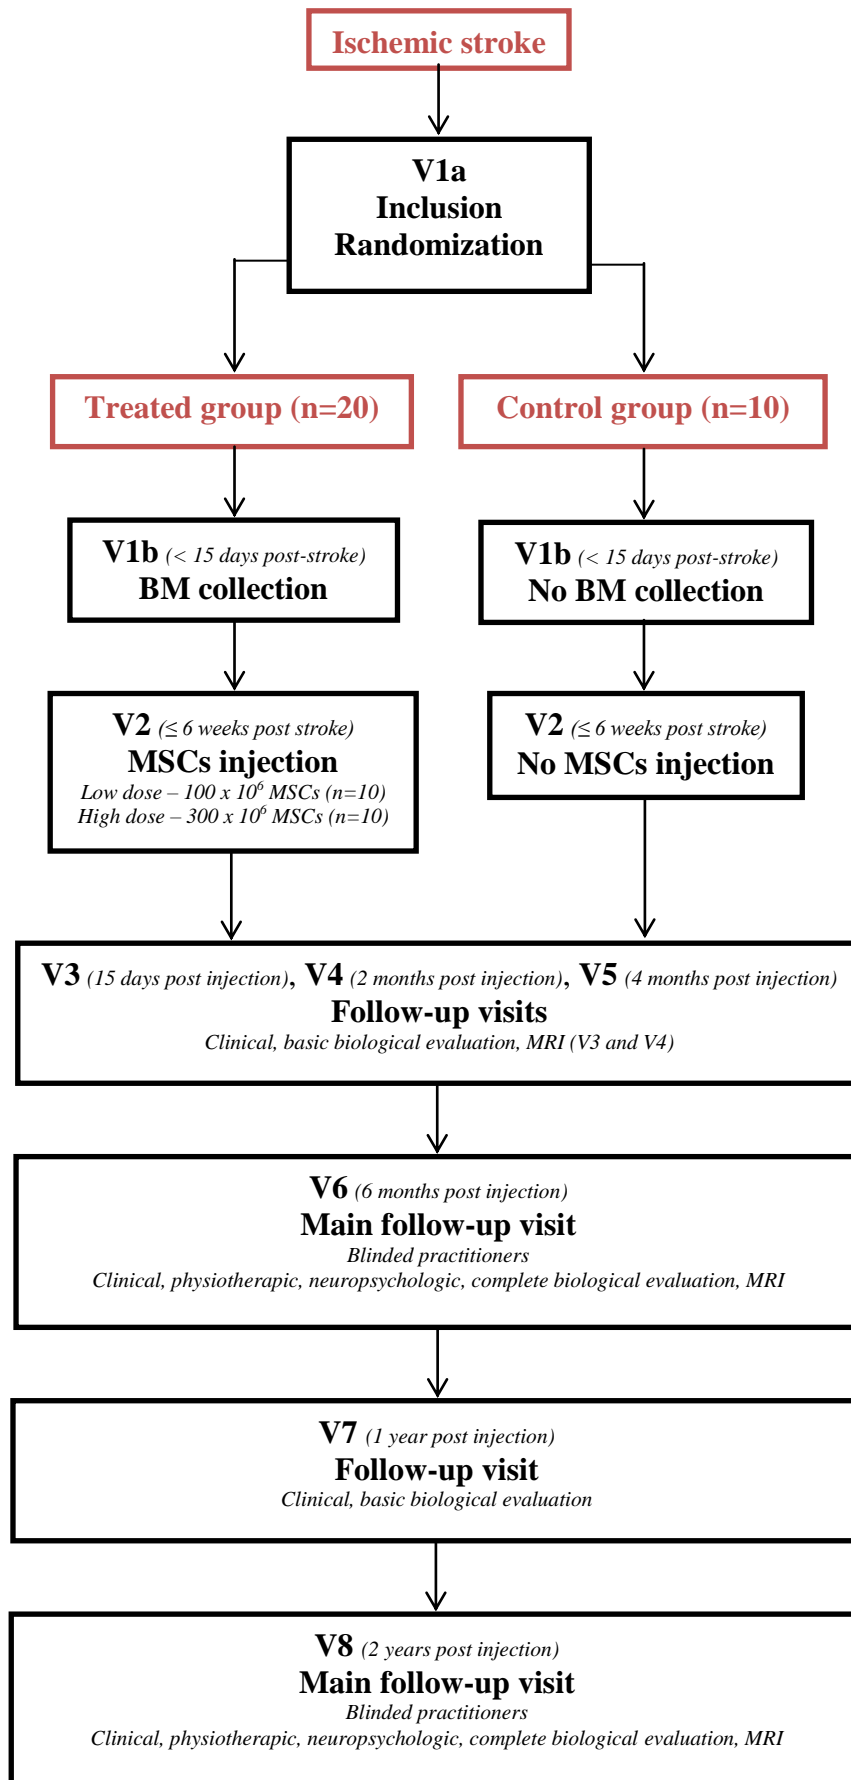 Ischemic stroke
V1a
Inclusion
Randomization
Treated group (n=20)
Control group (n=10)
V1b (< 15 days post-stroke)
BM collection
V1b (< 15 days post-stroke)
No BM collection
V2 (≤ 6 weeks post stroke)
MSCs injection
Low dose – 100 x 10⁶ MSCs (n=10)
High dose – 300 x 10⁶ MSCs (n=10)
V2 (≤ 6 weeks post stroke)
No MSCs injection
V3 (15 days post injection), V4 (2 months post injection), V5 (4 months post injection)
Follow-up visits
Clinical, basic biological evaluation, MRI (V3 and V4)
V6 (6 months post injection)
Main follow-up visit
Blinded practitioners
Clinical, physiotherapic, neuropsychologic, complete biological evaluation, MRI
V7 (1 year post injection)
Follow-up visit
Clinical, basic biological evaluation
V8 (2 years post injection)
Main follow-up visit
Blinded practitioners
Clinical, physiotherapic, neuropsychologic, complete biological evaluation, MRI